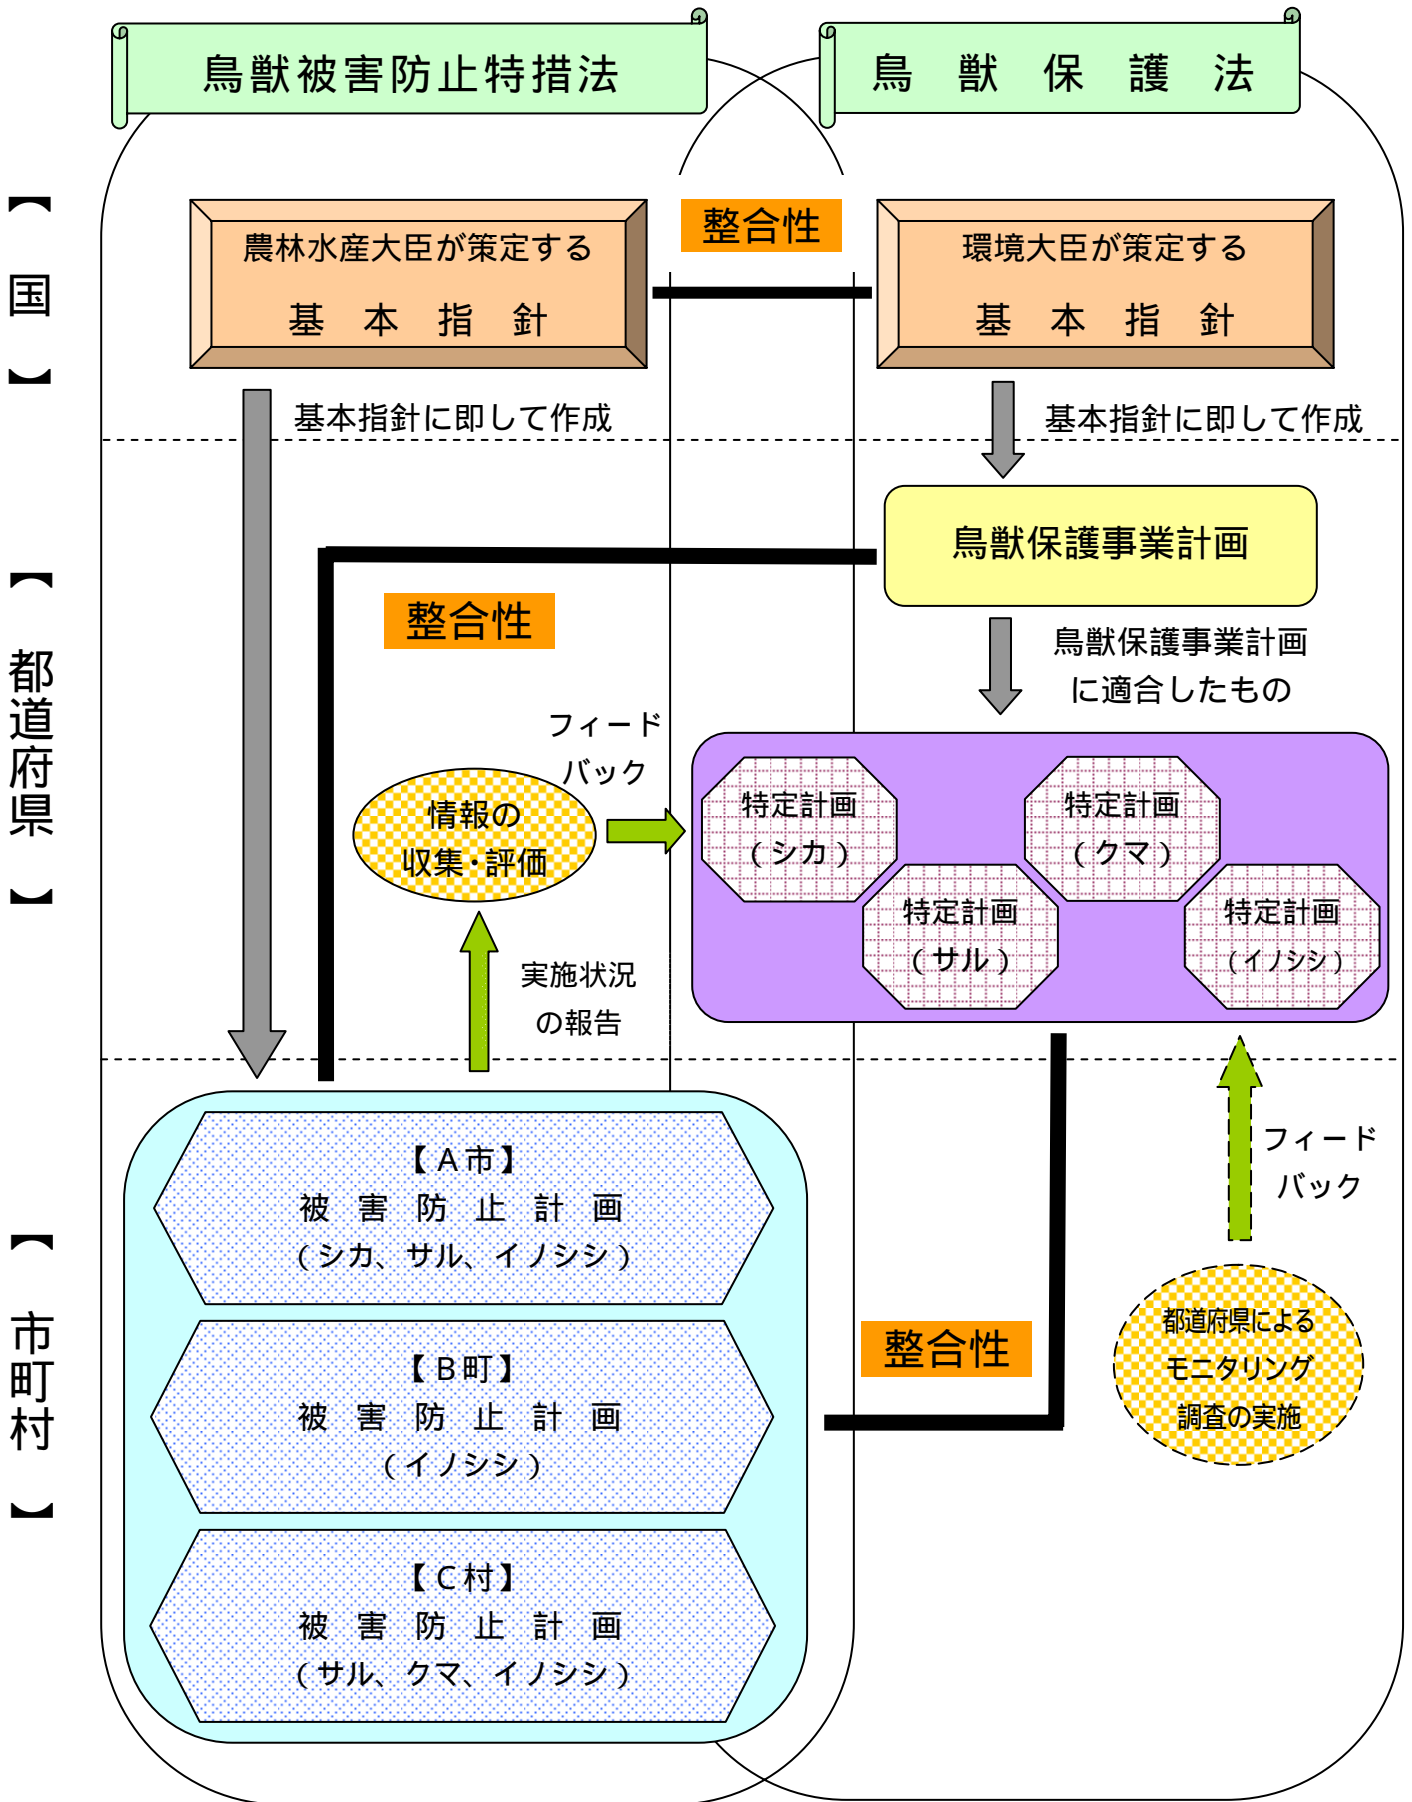 鳥獣被害防止特措法
鳥獣保護法
【国】
農林水産大臣が策定する
基本指針
整合性
環境大臣が策定する
基本指針
基本指針に即して作成
基本指針に即して作成
【都道府県】
鳥獣保護事業計画
整合性
鳥獣保護事業計画
に適合したもの
フィード
バック
情報の
収集・評価
特定計画
(シカ)
特定計画
(クマ)
特定計画
(サル)
特定計画
(イノシシ)
実施状況
の報告
【市町村】
【A市】
被害防止計画
(シカ、サル、イノシシ)
フィード
バック
【B町】
被害防止計画
(イノシシ)
整合性
都道府県による
モニタリング
調査の実施
【C村】
被害防止計画
(サル、クマ、イノシシ)